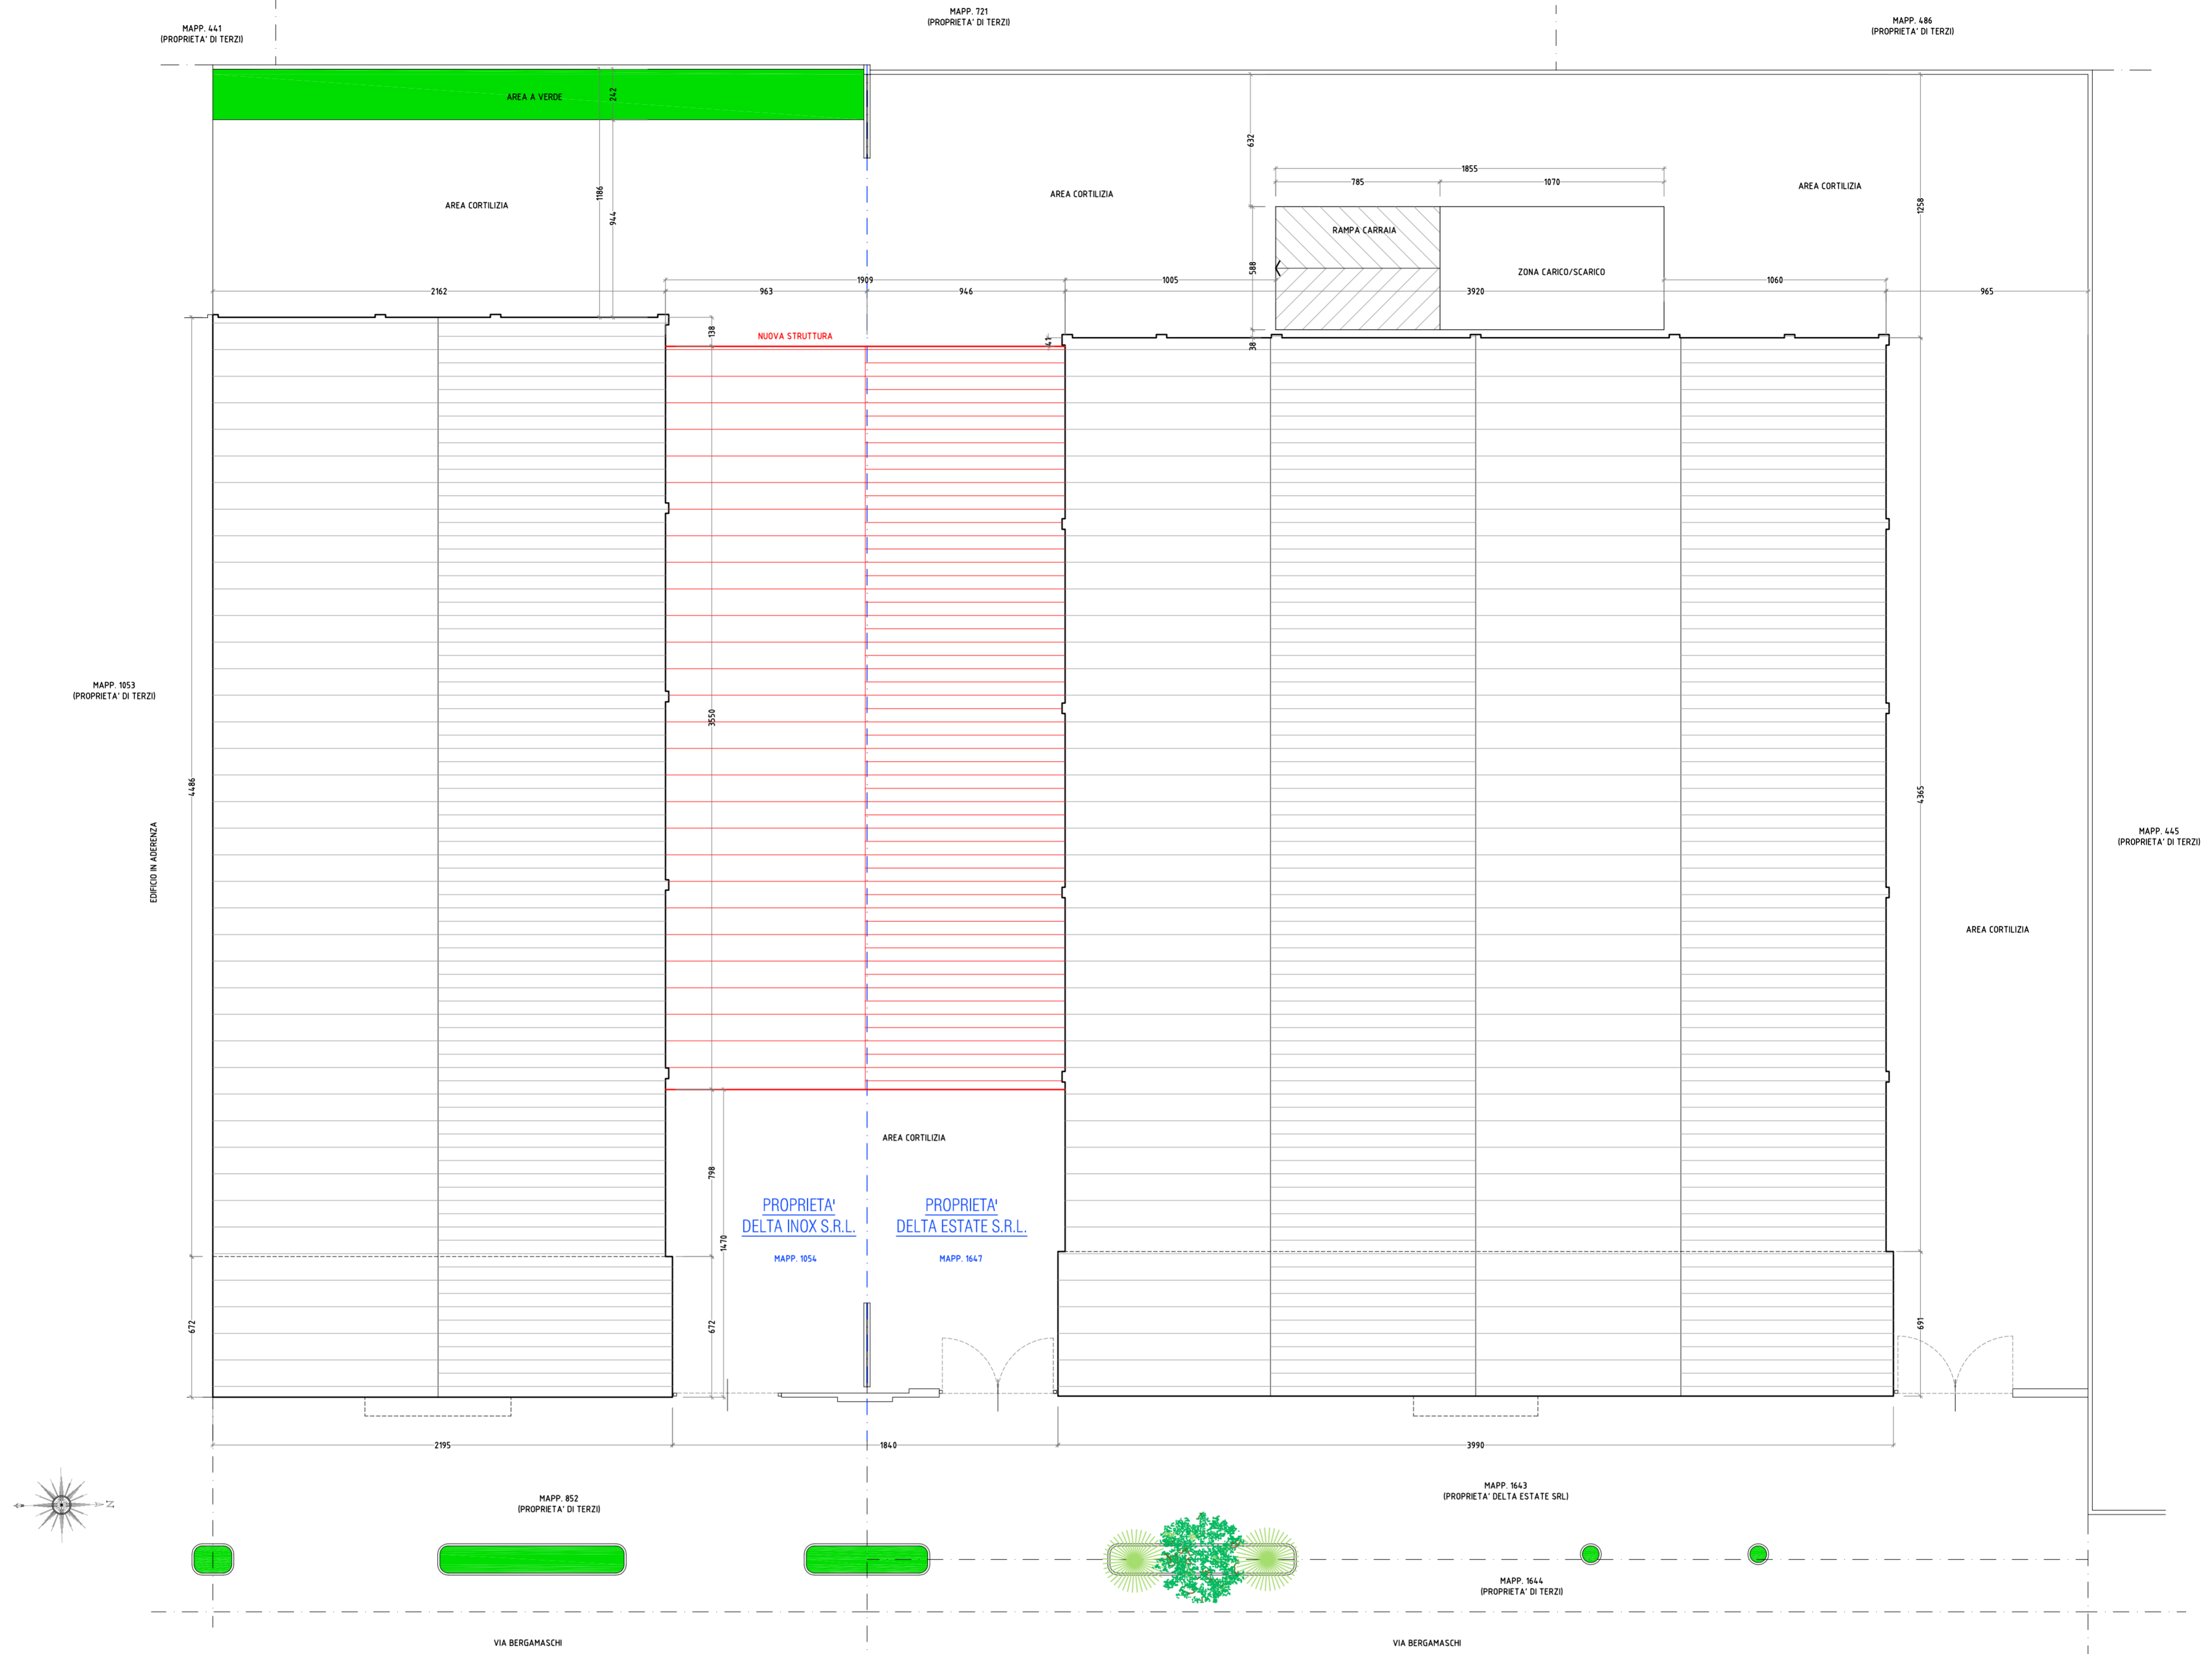 MAPP. 441
(PROPRIETA' DI TERZI)
MAPP. 721
(PROPRIETA' DI TERZI)
MAPP. 486
(PROPRIETA' DI TERZI)
AREA A VERDE
242
632
1855
785
1070
AREA CORTILIZIA
AREA CORTILIZIA
AREA CORTILIZIA
1186
944
1258
RAMPA CARRAIA
588
ZONA CARICO/SCARICO
2162
1909
963
946
1005
3920
1060
965
138
NUOVA STRUTTURA
41
38
MAPP. 1053
(PROPRIETA' DI TERZI)
3550
4486
4365
EDIFICIO IN ADERENZA
MAPP. 445
(PROPRIETA' DI TERZI)
AREA CORTILIZIA
AREA CORTILIZIA
798
1470
PROPRIETA'
DELTA INOX S.R.L.
MAPP. 1054
PROPRIETA'
DELTA ESTATE S.R.L.
MAPP. 1647
672
672
691
2195
1840
3990
N
MAPP. 852
(PROPRIETA' DI TERZI)
MAPP. 1643
(PROPRIETA' DELTA ESTATE SRL)
MAPP. 1644
(PROPRIETA' DI TERZI)
VIA BERGAMASCHI
VIA BERGAMASCHI